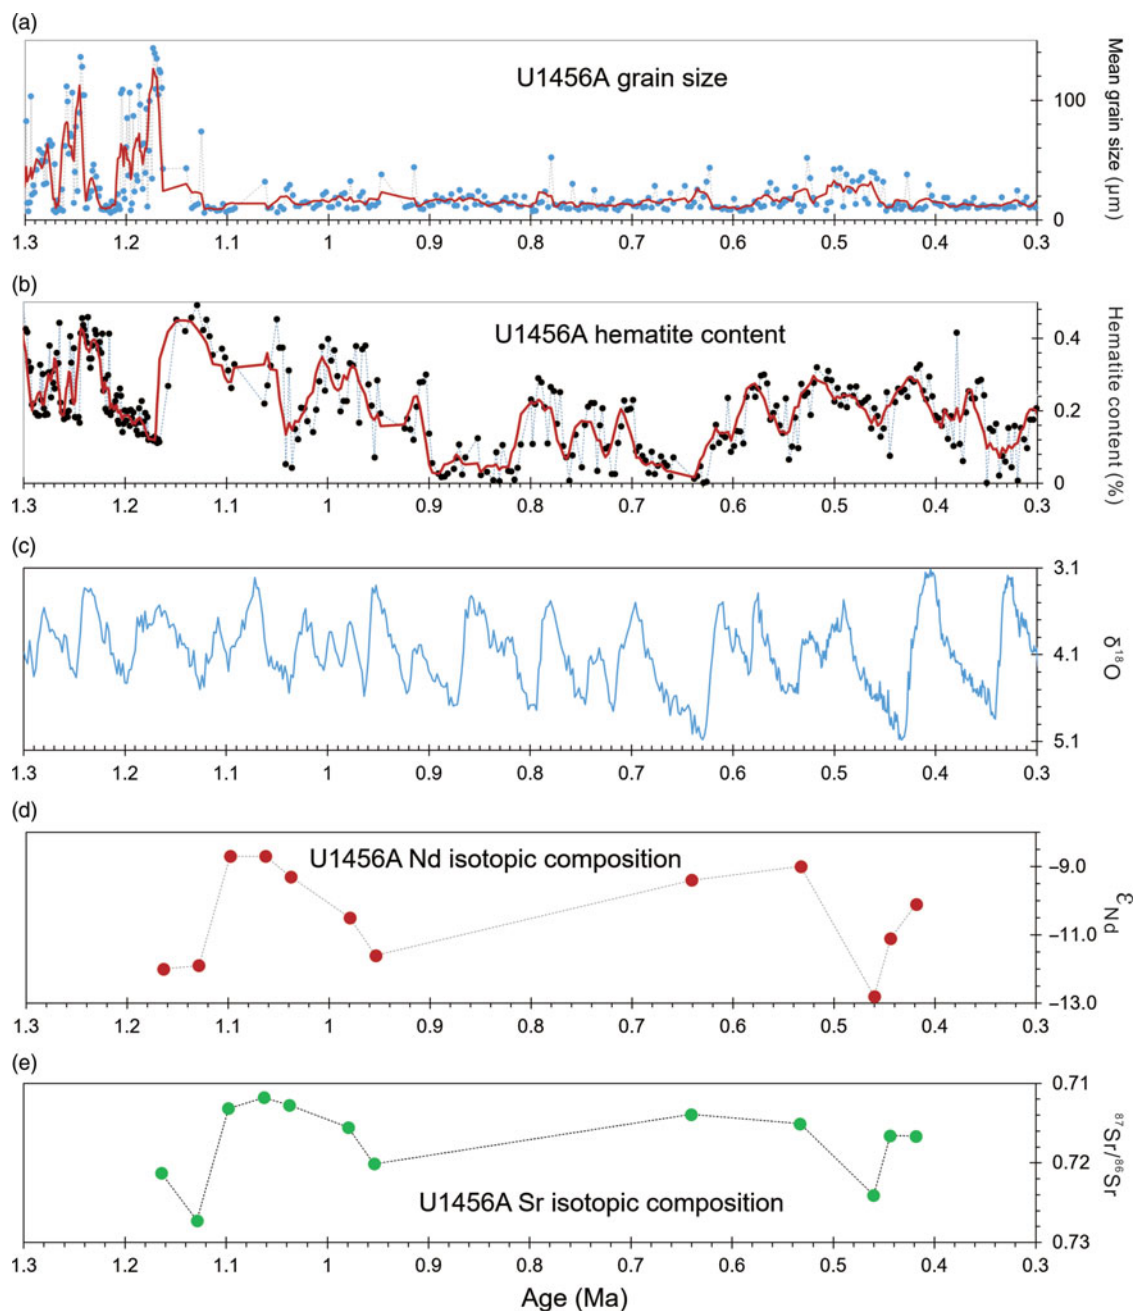 (a)
U1456A grain size
Mean grain size (µm)
100
0
1.3 1.2 1.1 1 0.9 0.8 0.7 0.6 0.5 0.4 0.3
(b)
U1456A hematite content
Hematite content (%)
0.4
0.2
0
1.3 1.2 1.1 1 0.9 0.8 0.7 0.6 0.5 0.4 0.3
(c)
3.1
4.1
5.1
δ¹⁸O
1.3 1.2 1.1 1 0.9 0.8 0.7 0.6 0.5 0.4 0.3
(d)
U1456A Nd isotopic composition
−9.0
−11.0
−13.0
εNd
1.3 1.2 1.1 1 0.9 0.8 0.7 0.6 0.5 0.4 0.3
(e)
0.71
0.72
0.73
⁸⁷Sr/⁸⁶Sr
U1456A Sr isotopic composition
1.3 1.2 1.1 1 0.9 0.8 0.7 0.6 0.5 0.4 0.3
Age (Ma)